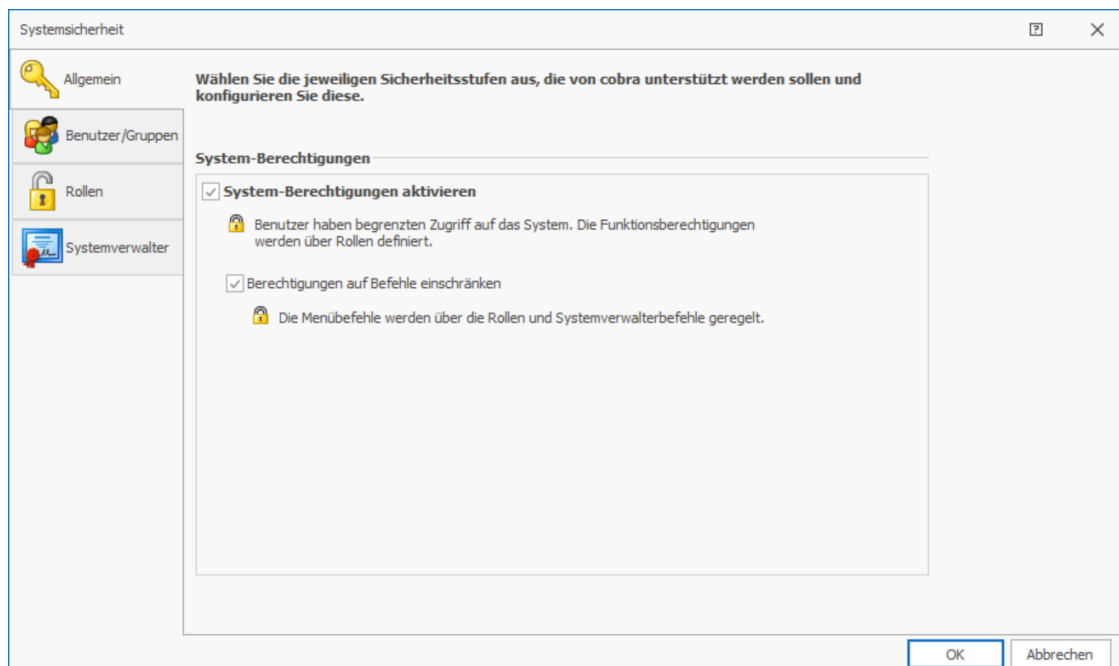 Systemsicherheit
Allgemein
Benutzer/Gruppen
Rollen
Systemverwalter
Wählen Sie die jeweiligen Sicherheitsstufen aus, die von cobra unterstützt werden sollen und
konfigurieren Sie diese.
System-Berechtigungen
System-Berechtigungen aktivieren
Benutzer haben begrenzten Zugriff auf das System. Die Funktionsberechtigungen
werden über Rollen definiert.
Berechtigungen auf Befehle einschränken
Die Menübefehle werden über die Rollen und Systemverwalterbefehle geregelt.
OK
Abbrechen